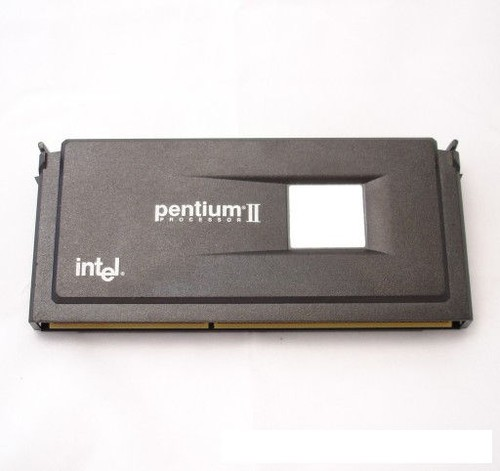 pentium® II
PROCESSOR
intel®